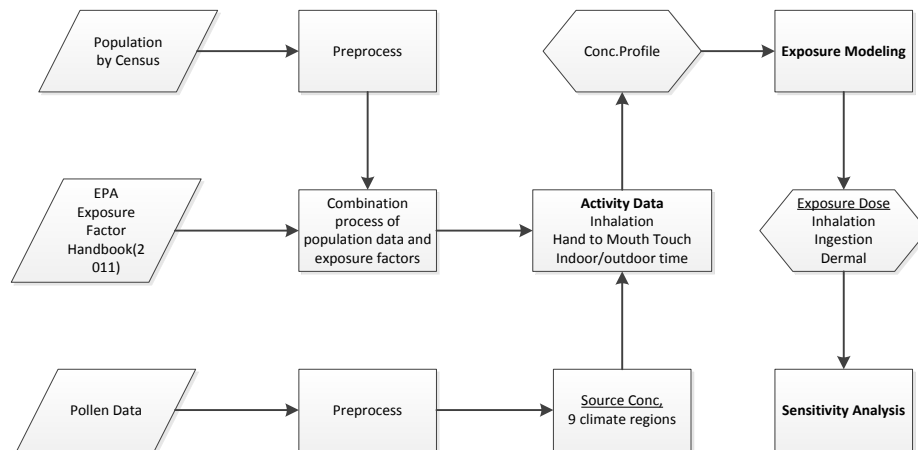 Population
by Census
Preprocess
Conc.Profile
Exposure Modeling
EPA
Exposure
Factor
Handbook(2
011)
Combination
process of
population data and
exposure factors
Activity Data
Inhalation
Hand to Mouth Touch
Indoor/outdoor time
Exposure Dose
Inhalation
Ingestion
Dermal
Pollen Data
Preprocess
Source Conc,
9 climate regions
Sensitivity Analysis